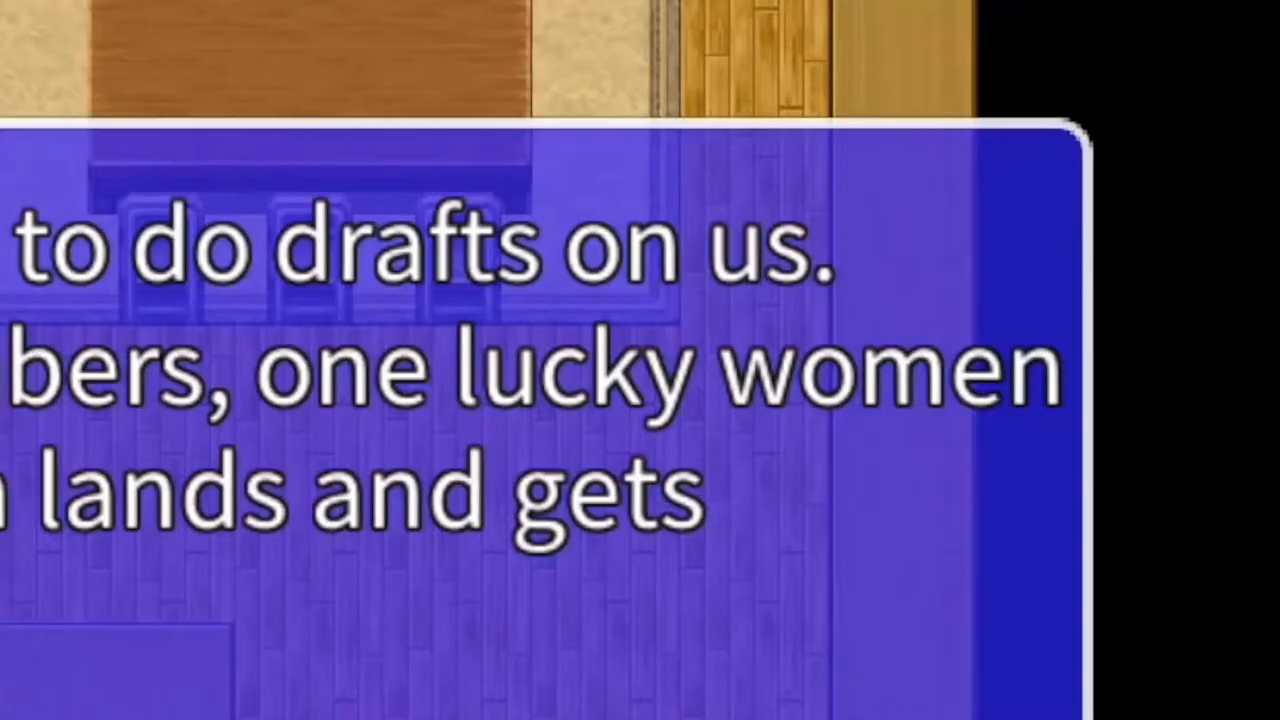 to do drafts on us.
bers, one lucky women
lands and gets